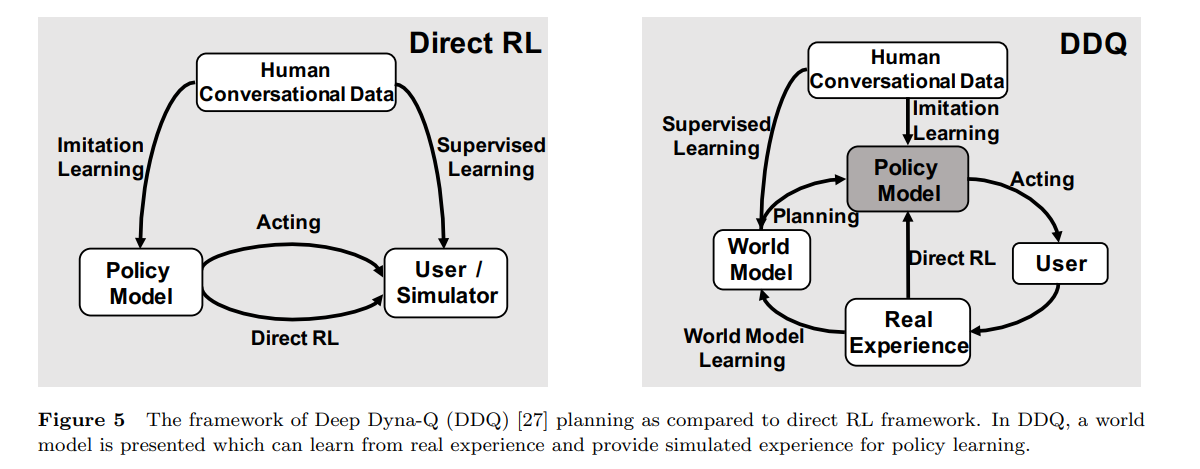 Direct RL
Human
Conversational Data
Imitation
Learning
Supervised
Learning
Acting
Policy
Model
User /
Simulator
Direct RL
DDQ
Human
Conversational Data
Imitation
Learning
Supervised
Learning
Policy
Model
Acting
Planning
World
Model
Direct RL
User
Real
Experience
World Model
Learning
Figure 5 The framework of Deep Dyna-Q (DDQ) [27] planning as compared to direct RL framework. In DDQ, a world
model is presented which can learn from real experience and provide simulated experience for policy learning.